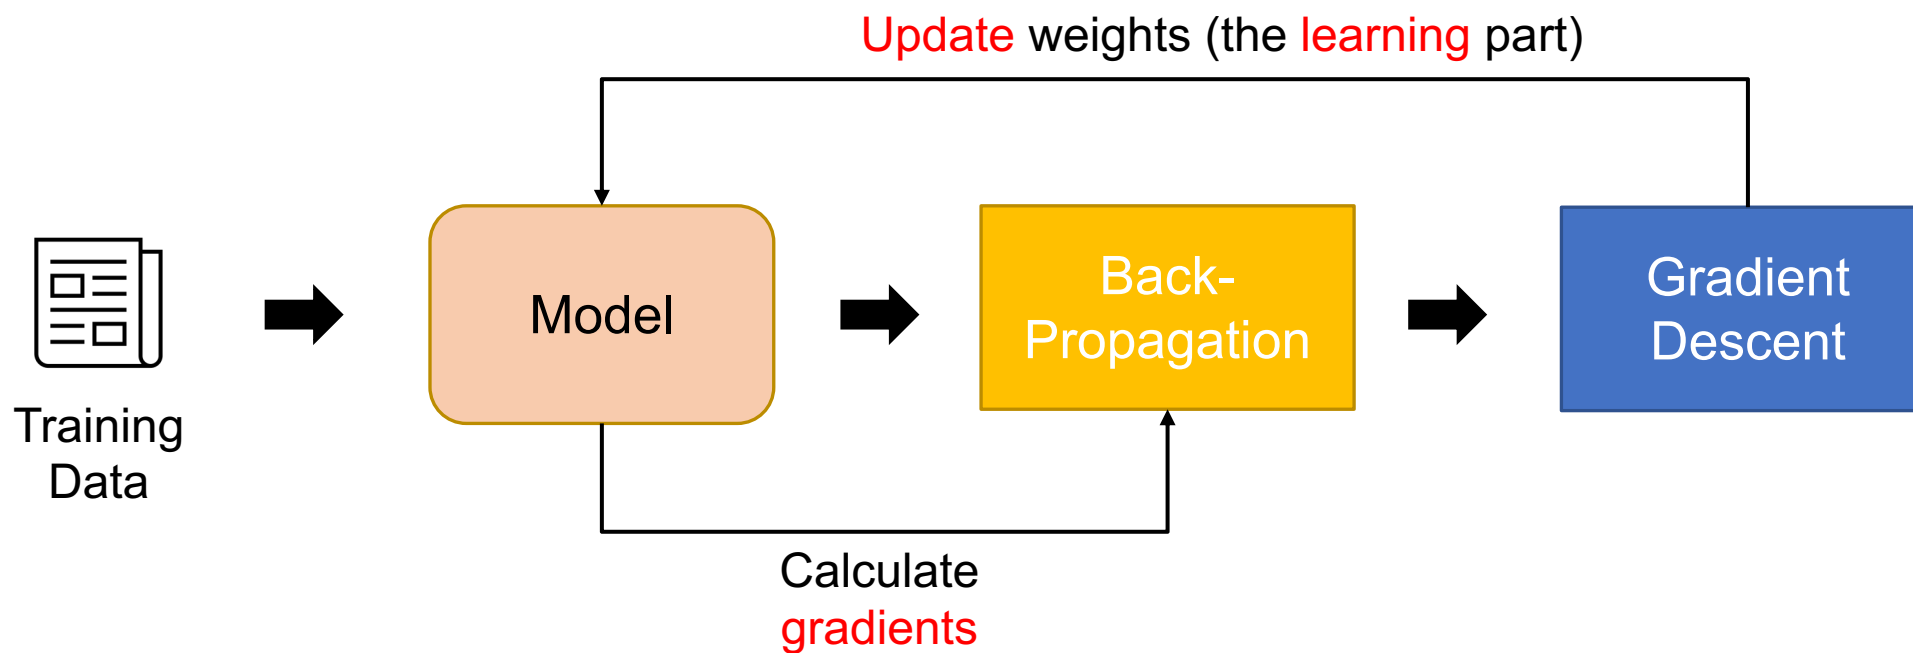 Update weights (the learning part)
Training
Data
Model
Back-
Propagation
Gradient
Descent
Calculate
gradients